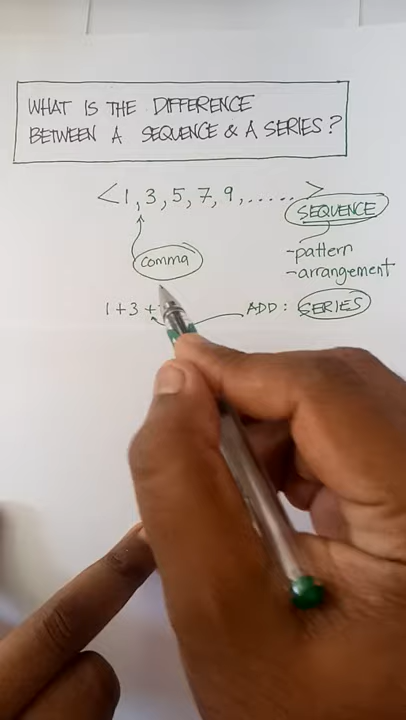 WHAT IS THE DIFFERENCE
BETWEEN A SEQUENCE & A SERIES?
<1, 3, 5, 7, 9, ......>
SEQUENCE
-pattern
-arrangement
comma
1 + 3 +
ADD: SERIES